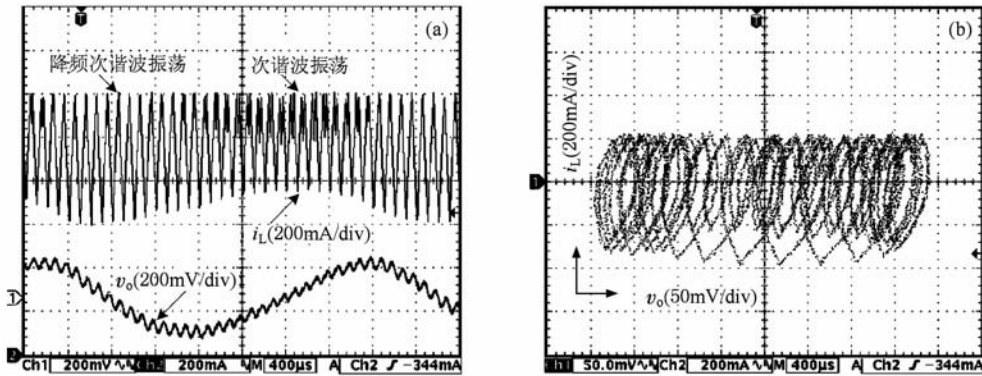 (a)
降频次谐波振荡
次谐波振荡
iL(200mA/div)
vo(200mV/div)
Ch1 200mV Ch2 200mA M 400μs A Ch2 ∫ -344mA
(b)
iL(200mA/div)
vo(50mV/div)
Ch1 50.0mV Ch2 200mA M 400μs A Ch2 ∫ -344mA